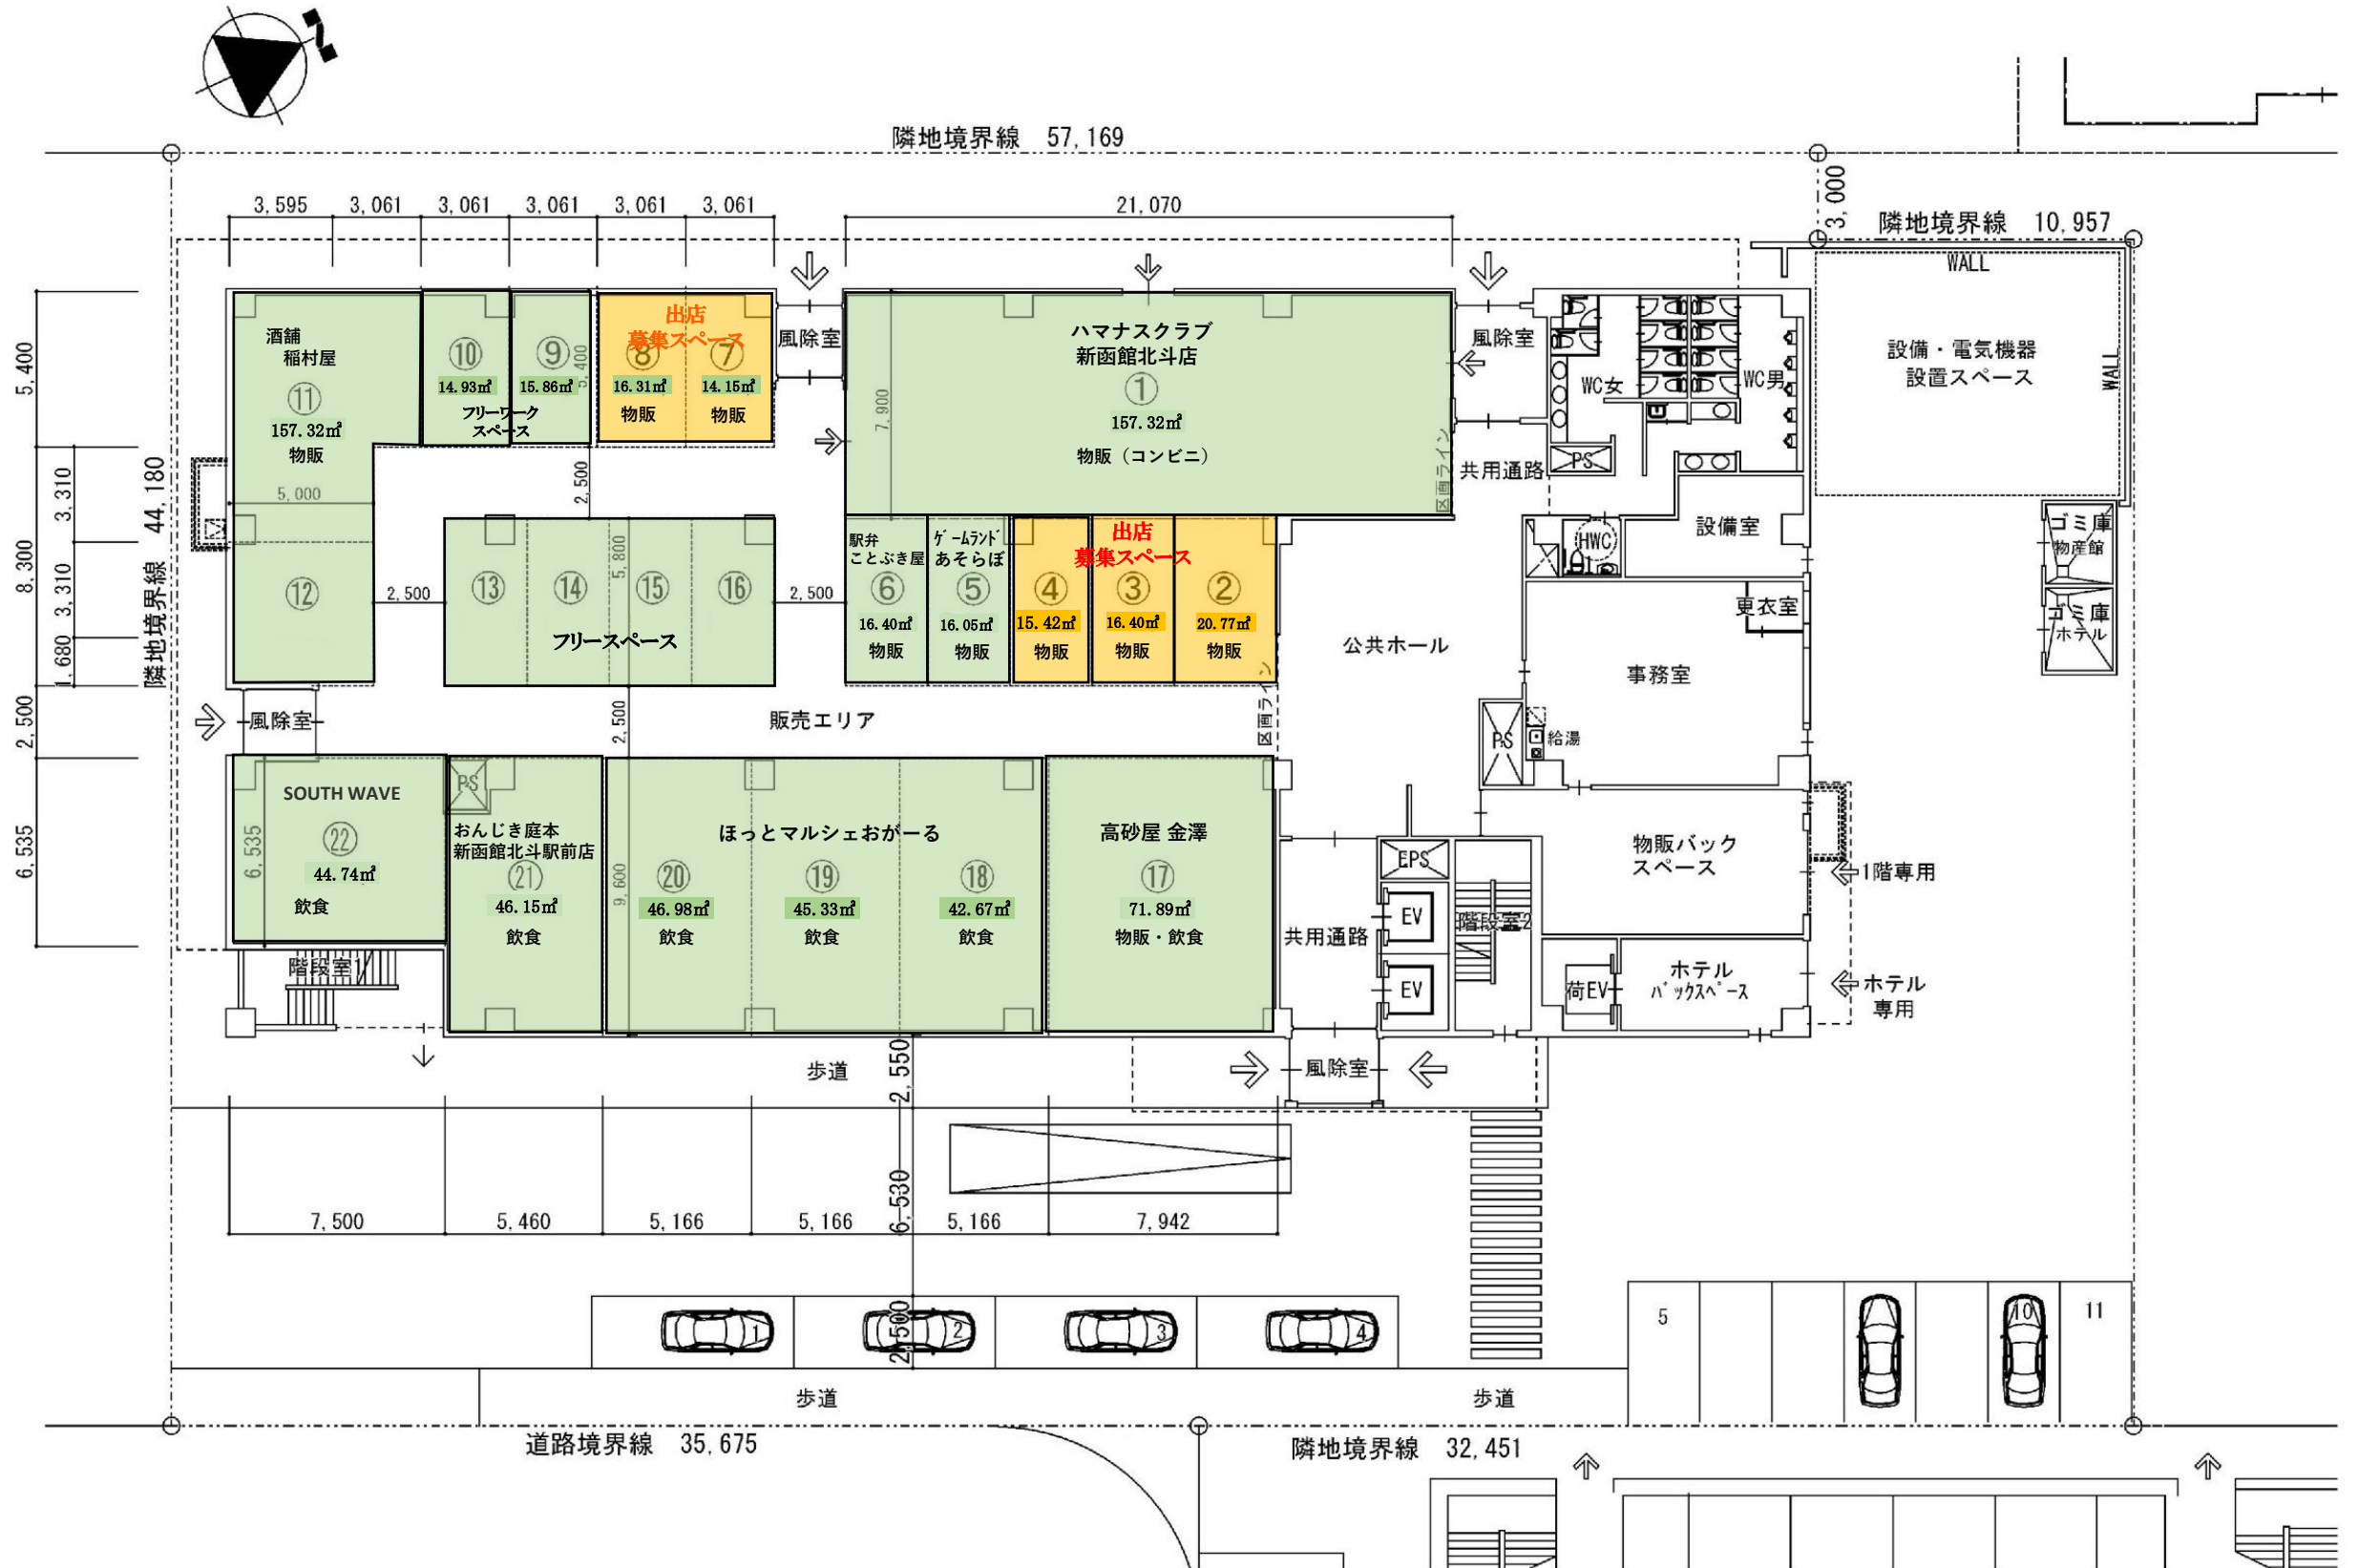 隣地境界線 57,169
3,000
隣地境界線 10,957
3,595
3,061
3,061
3,061
3,061
3,061
21,070
WALL
WALL
設備・電気機器
設置スペース
5,400
3,310
8,300
3,310
1,680
2,500
6,535
隣地境界線 44,180
酒舗
稲村屋
⑪
157.32㎡
物販
5,000
⑫
⑩
14.93㎡
⑨
15.86㎡
5,400
フリーワーク
スペース
出店
募集スペース
⑧
16.31㎡
物販
⑦
14.15㎡
物販
風除室
ハマナスクラブ
新函館北斗店
①
157.32㎡
物販（コンビニ）
7,900
区画ライン
風除室
共用通路
WC女
WC男
PS
設備室
HWC
更衣室
事務室
PS
給湯
ゴミ庫
物産館
ゴミ庫
ホテル
2,500
2,500
⑬
⑭
⑮
⑯
5,800
フリースペース
2,500
駅弁
ことぶき屋
⑥
16.40㎡
物販
ゲームランド
あそらぼ
⑤
16.05㎡
物販
出店
募集スペース
④
15.42㎡
物販
③
16.40㎡
物販
②
20.77㎡
物販
公共ホール
区画ライン
風除室
2,500
販売エリア
SOUTH WAVE
㉒
44.74㎡
飲食
6,535
PS
おんじき庭本
新函館北斗駅前店
㉑
46.15㎡
飲食
9,600
ほっとマルシェおがーる
⑳
46.98㎡
飲食
⑲
45.33㎡
飲食
⑱
42.67㎡
飲食
高砂屋 金澤
⑰
71.89㎡
物販・飲食
共用通路
EPS
EV
EV
階段室2
物販バック
スペース
1階専用
荷EV
ホテル
バックスペース
ホテル
専用
階段室1
歩道
風除室
2,550
6,530
7,500
5,460
5,166
5,166
5,166
7,942
2,500
1
2
3
4
5
10
11
歩道
歩道
道路境界線 35,675
隣地境界線 32,451